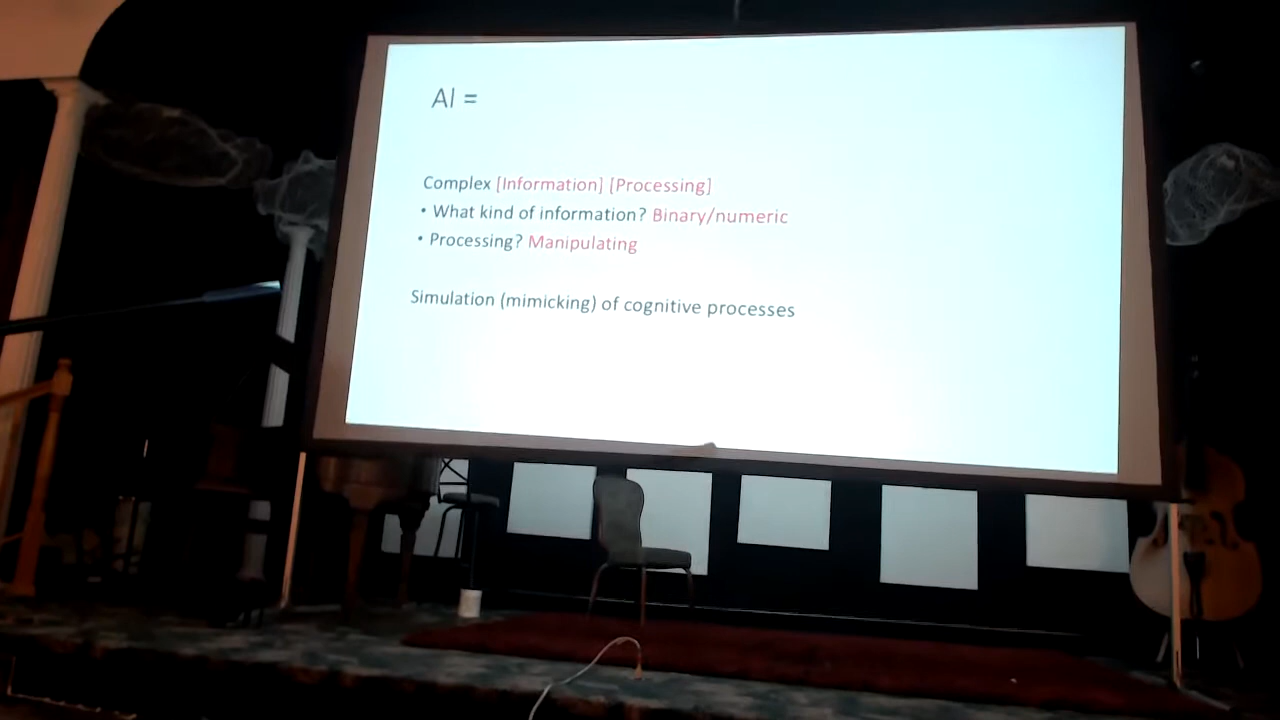 AI =
Complex [Information] [Processing]
• What kind of information? Binary/numeric
• Processing? Manipulating
Simulation (mimicking) of cognitive processes